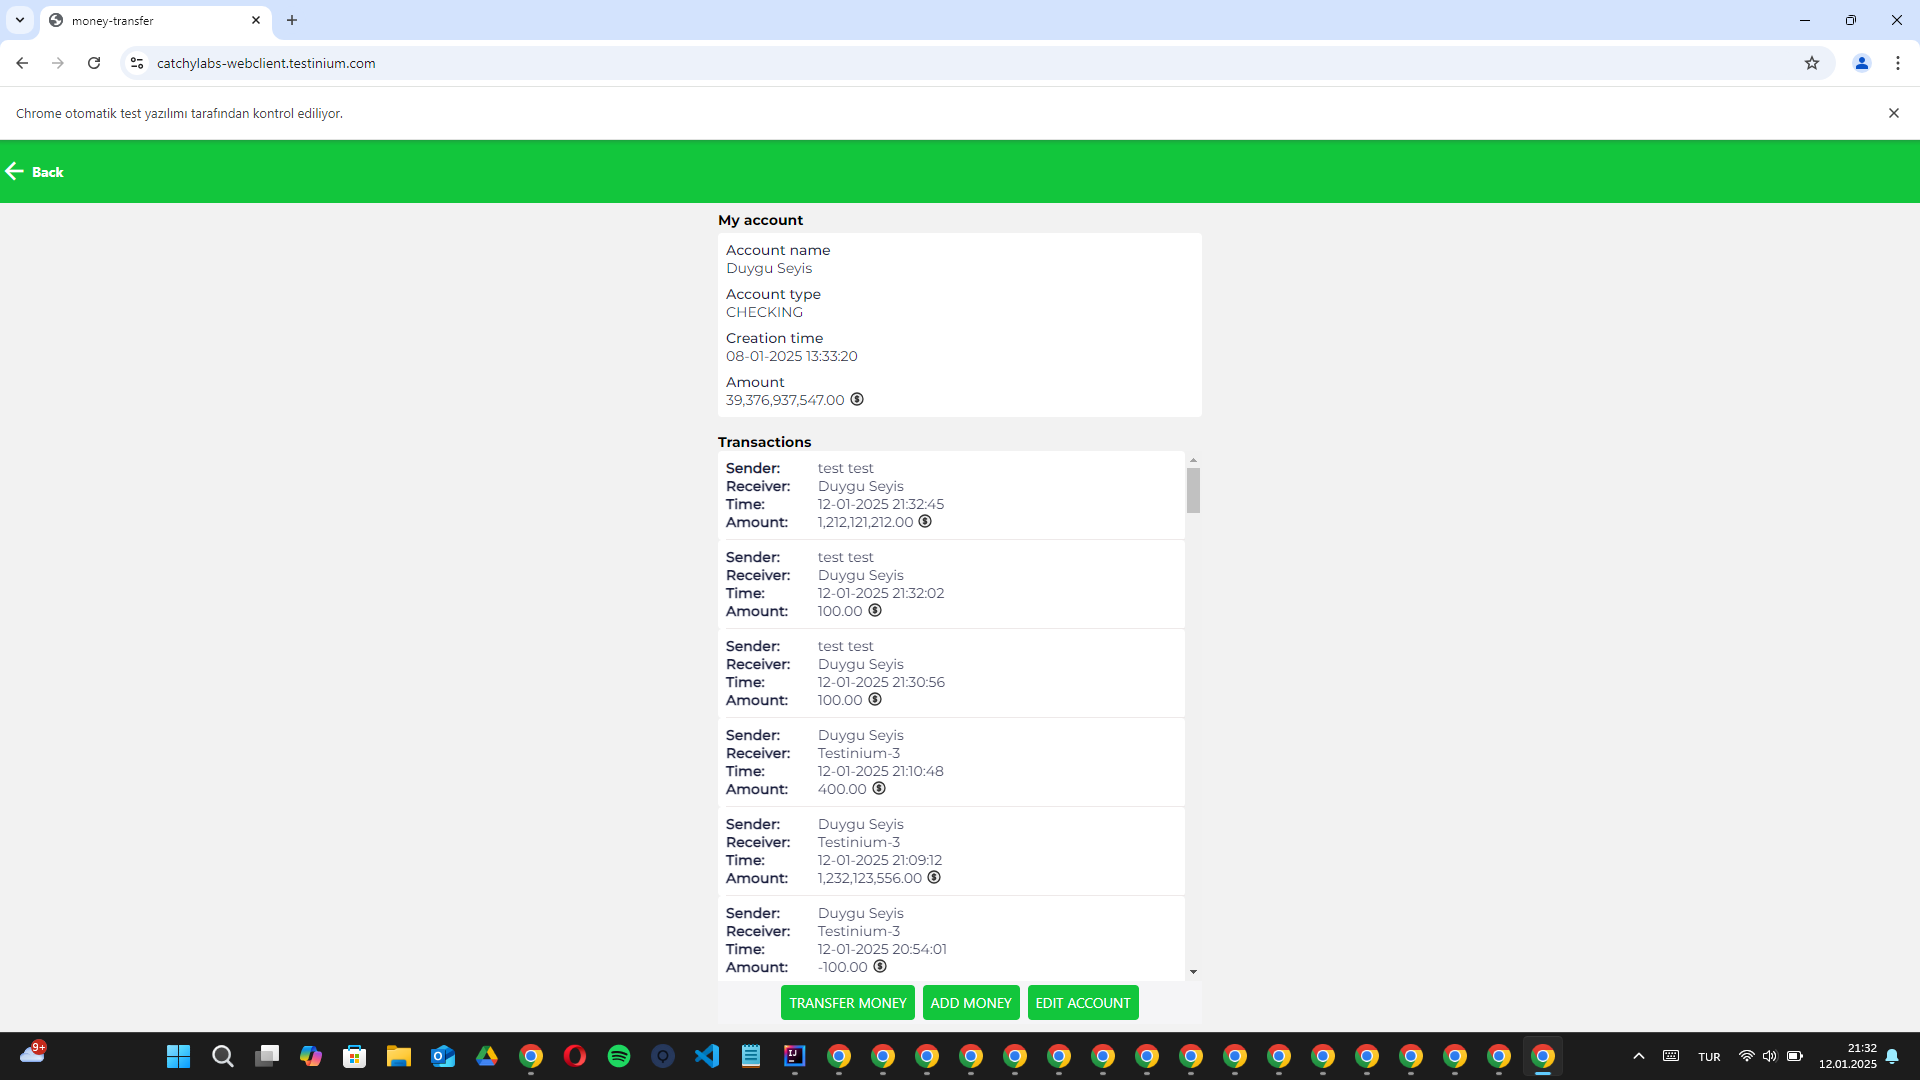 money-transfer
catchylabs-webclient.testinium.com
Chrome otomatik test yazılımı tarafından kontrol ediliyor.
Back
My account
Account name
Duygu Seyis
Account type
CHECKING
Creation time
08-01-2025 13:33:20
Amount
39,376,937,547.00
Transactions
Sender: test test
Receiver: Duygu Seyis
Time: 12-01-2025 21:32:45
Amount: 1,212,121,212.00
Sender: test test
Receiver: Duygu Seyis
Time: 12-01-2025 21:32:02
Amount: 100.00
Sender: test test
Receiver: Duygu Seyis
Time: 12-01-2025 21:30:56
Amount: 100.00
Sender: Duygu Seyis
Receiver: Testinium-3
Time: 12-01-2025 21:10:48
Amount: 400.00
Sender: Duygu Seyis
Receiver: Testinium-3
Time: 12-01-2025 21:09:12
Amount: 1,232,123,556.00
Sender: Duygu Seyis
Receiver: Testinium-3
Time: 12-01-2025 20:54:01
Amount: -100.00
TRANSFER MONEY ADD MONEY EDIT ACCOUNT
9+
TUR
21:32
12.01.2025